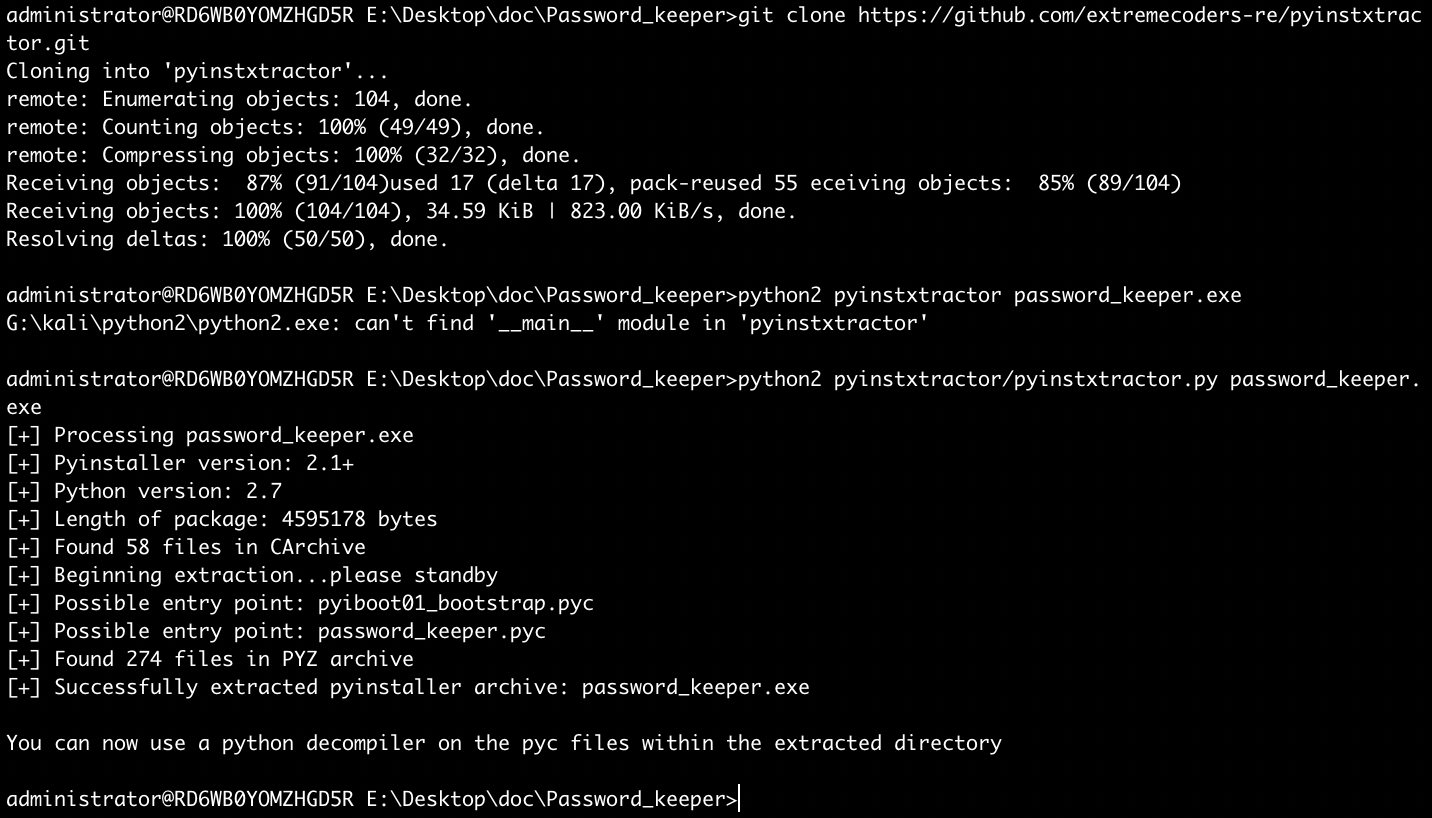 administrator@RD6WB0YOMZHGD5R E:\Desktop\doc\Password_keeper>git clone https://github.com/extremecoders-re/pyinstxtrac
tor.git
Cloning into 'pyinstxtractor'...
remote: Enumerating objects: 104, done.
remote: Counting objects: 100% (49/49), done.
remote: Compressing objects: 100% (32/32), done.
Receiving objects:  87% (91/104)used 17 (delta 17), pack-reused 55 eceiving objects:  85% (89/104)
Receiving objects: 100% (104/104), 34.59 KiB | 823.00 KiB/s, done.
Resolving deltas: 100% (50/50), done.
administrator@RD6WB0YOMZHGD5R E:\Desktop\doc\Password_keeper>python2 pyinstxtractor password_keeper.exe
G:\kali\python2\python2.exe: can't find '__main__' module in 'pyinstxtractor'
administrator@RD6WB0YOMZHGD5R E:\Desktop\doc\Password_keeper>python2 pyinstxtractor/pyinstxtractor.py password_keeper.
exe
[+] Processing password_keeper.exe
[+] Pyinstaller version: 2.1+
[+] Python version: 2.7
[+] Length of package: 4595178 bytes
[+] Found 58 files in CArchive
[+] Beginning extraction...please standby
[+] Possible entry point: pyiboot01_bootstrap.pyc
[+] Possible entry point: password_keeper.pyc
[+] Found 274 files in PYZ archive
[+] Successfully extracted pyinstaller archive: password_keeper.exe
You can now use a python decompiler on the pyc files within the extracted directory
administrator@RD6WB0YOMZHGD5R E:\Desktop\doc\Password_keeper>